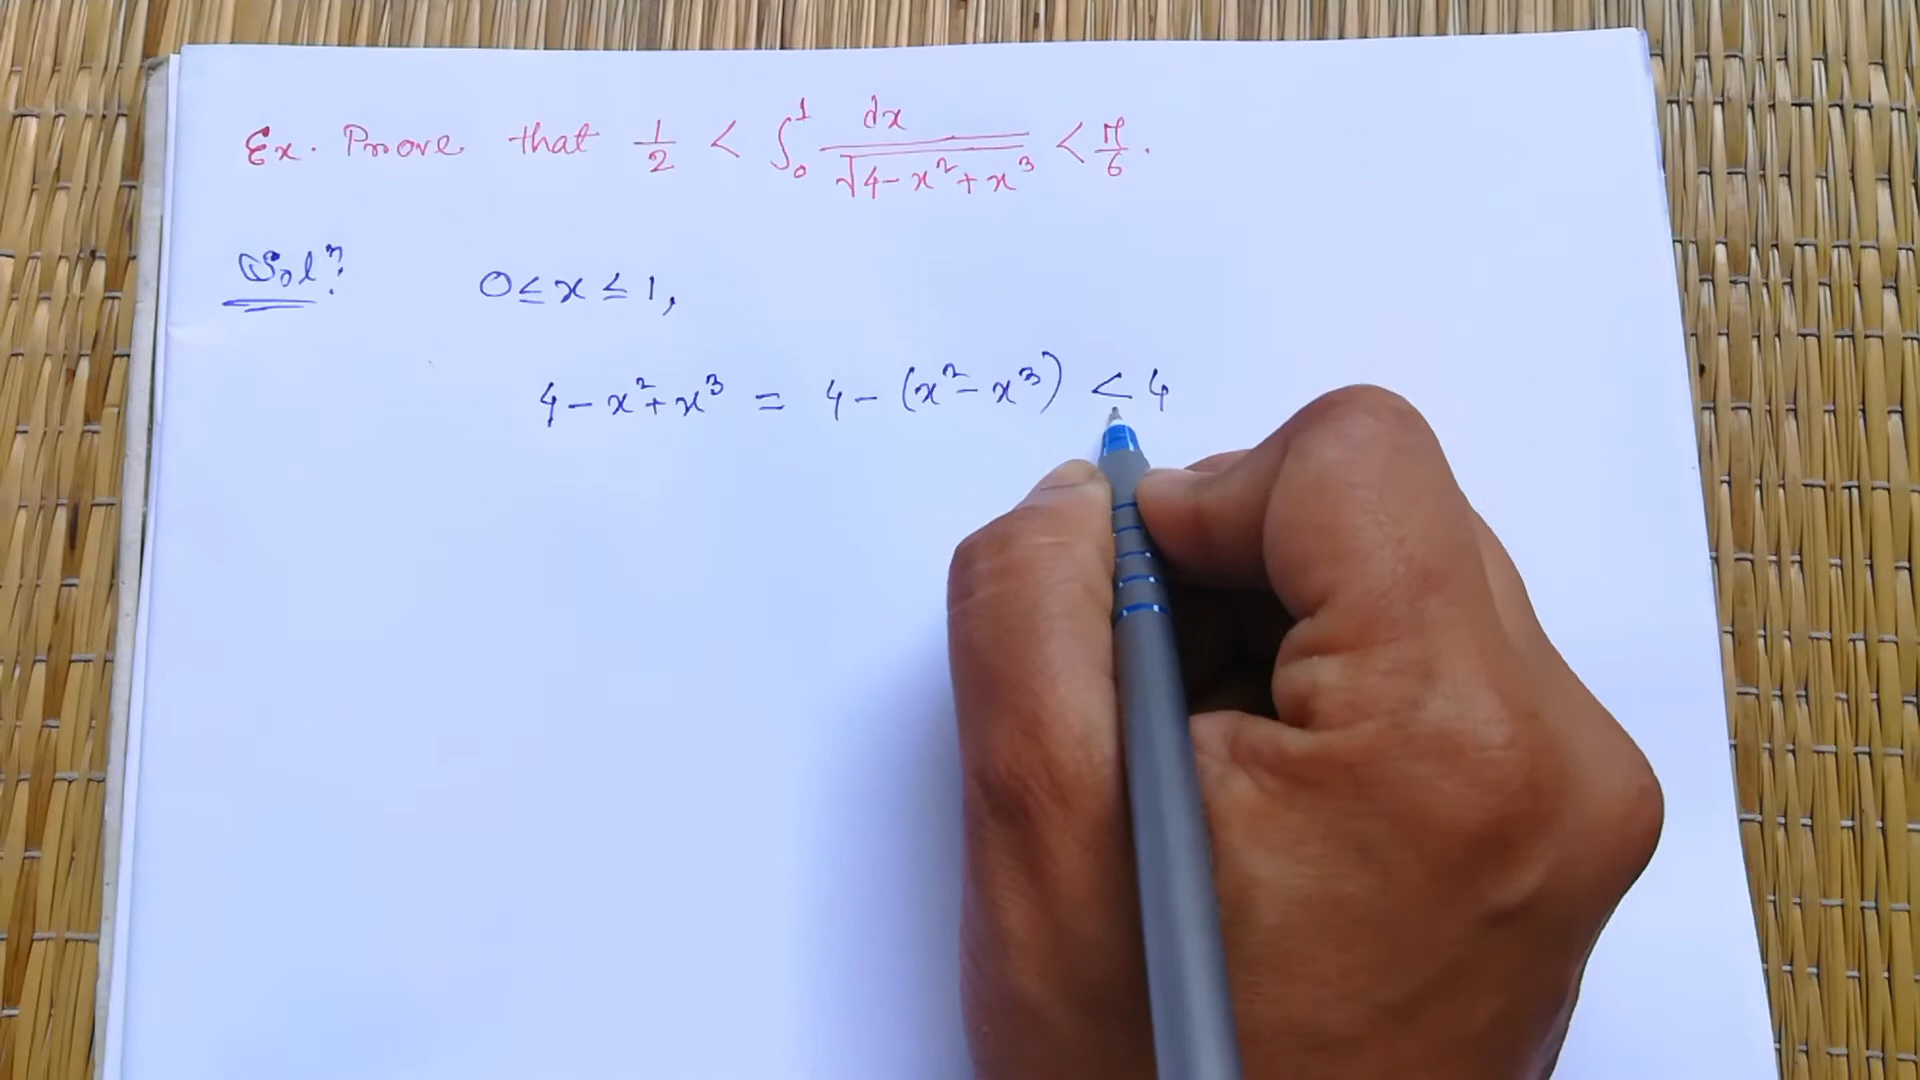 Ex. Prove that 1/2 < ∫₀¹ dx/√(4-x²+x³) < π/6.
Solⁿ: 0 ≤ x ≤ 1,
4-x²+x³ = 4-(x²-x³) < 4